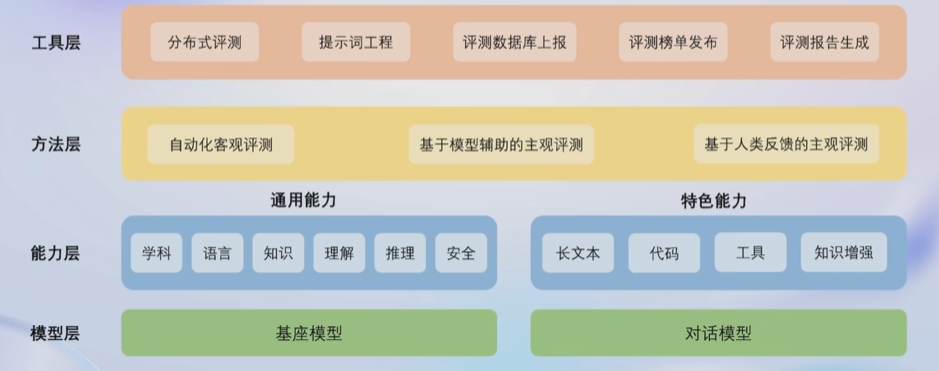 工具层
分布式评测
提示词工程
评测数据库上报
评测榜单发布
评测报告生成
方法层
自动化客观评测
基于模型辅助的主观评测
基于人类反馈的主观评测
通用能力
特色能力
能力层
学科
语言
知识
理解
推理
安全
长文本
代码
工具
知识增强
模型层
基座模型
对话模型